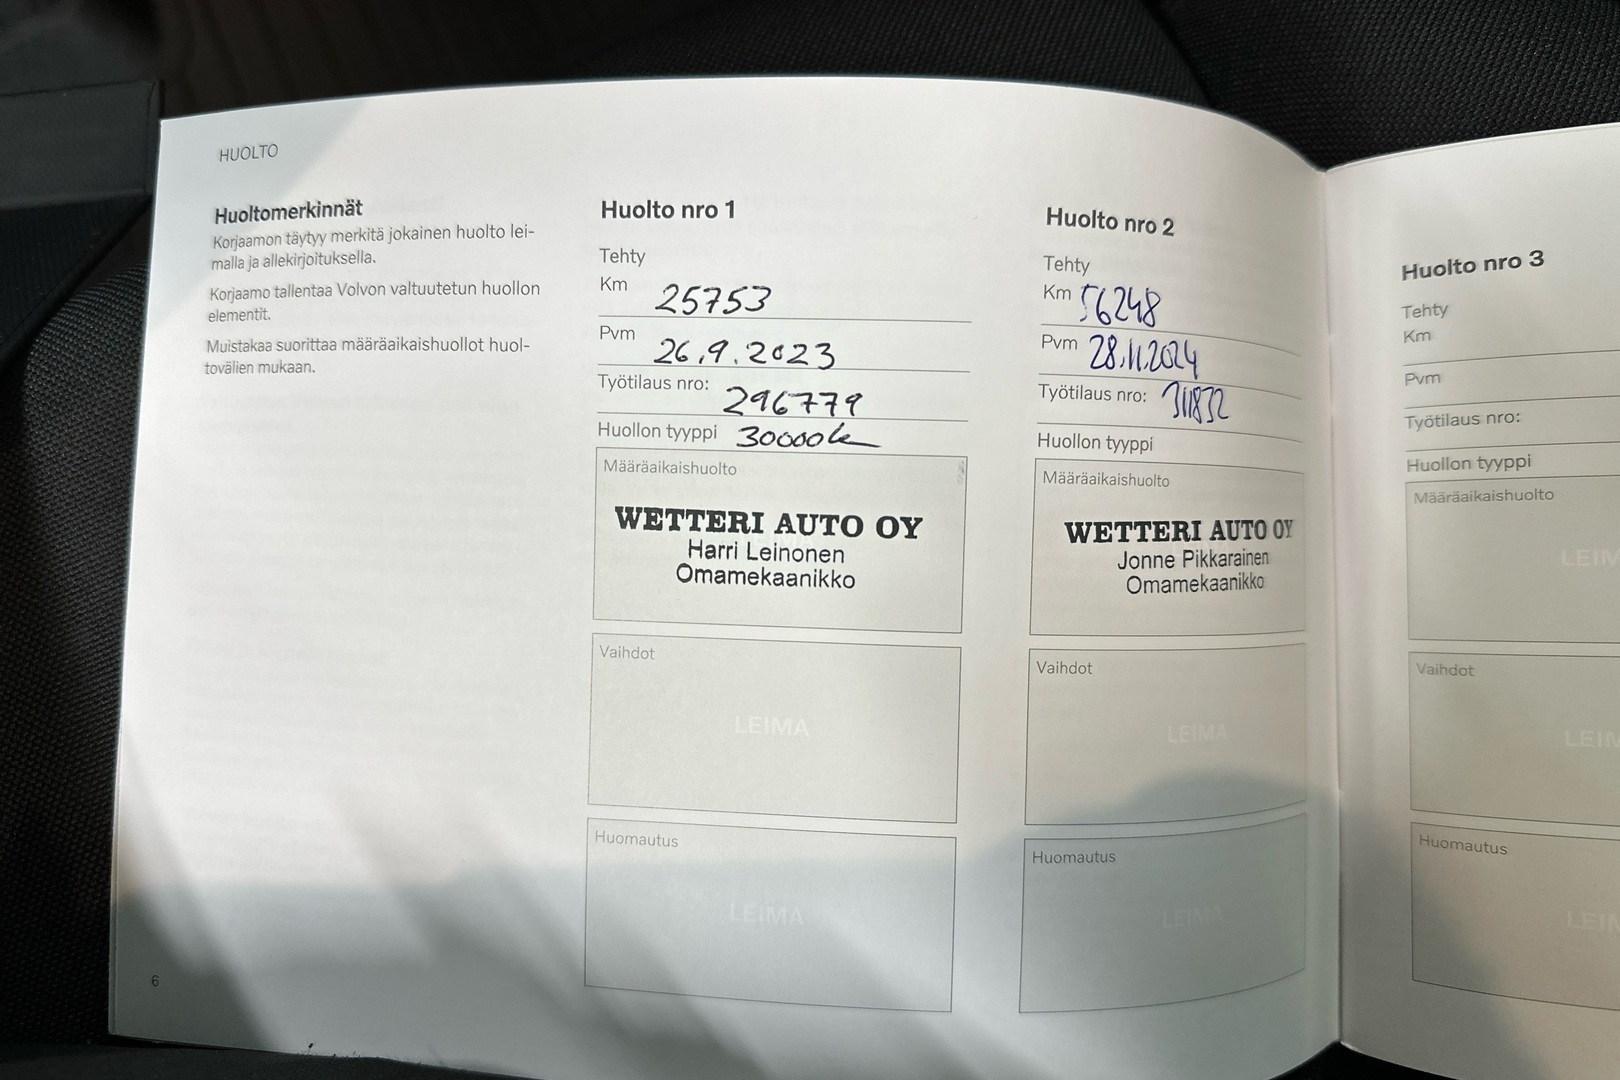 HUOLTO
Huoltomerkinnät
Korjaamon täytyy merkitä jokainen huolto lei-
malla ja allekirjoituksella.
Korjaamo tallentaa Volvon valtuutetun huollon
elementit.
Muistakaa suorittaa määräaikaishuollot huol-
tovälien mukaan.
6
Huolto nro 1
Tehty
Km 25753
Pvm 26.9.2023
Työtilaus nro: 296779
Huollon tyyppi 30000
Määräaikaishuolto
WETTERI AUTO OY
Harri Leinonen
Omamekaanikko
Vaihdot
LEIMA
Huomautus
LEIMA
Huolto nro 2
Tehty
Km 56248
Pvm 28.11.2024
Työtilaus nro: 311832
Huollon tyyppi
Määräaikaishuolto
WETTERI AUTO OY
Jonne Pikkarainen
Omamekaanikko
Vaihdot
LEIMA
Huomautus
LEIMA
Huolto nro 3
Tehty
Km
Pvm
Työtilaus nro:
Huollon tyyppi
Määräaikaishuolto
LEIM
Vaihdot
LEIM
Huomautus
LEIM